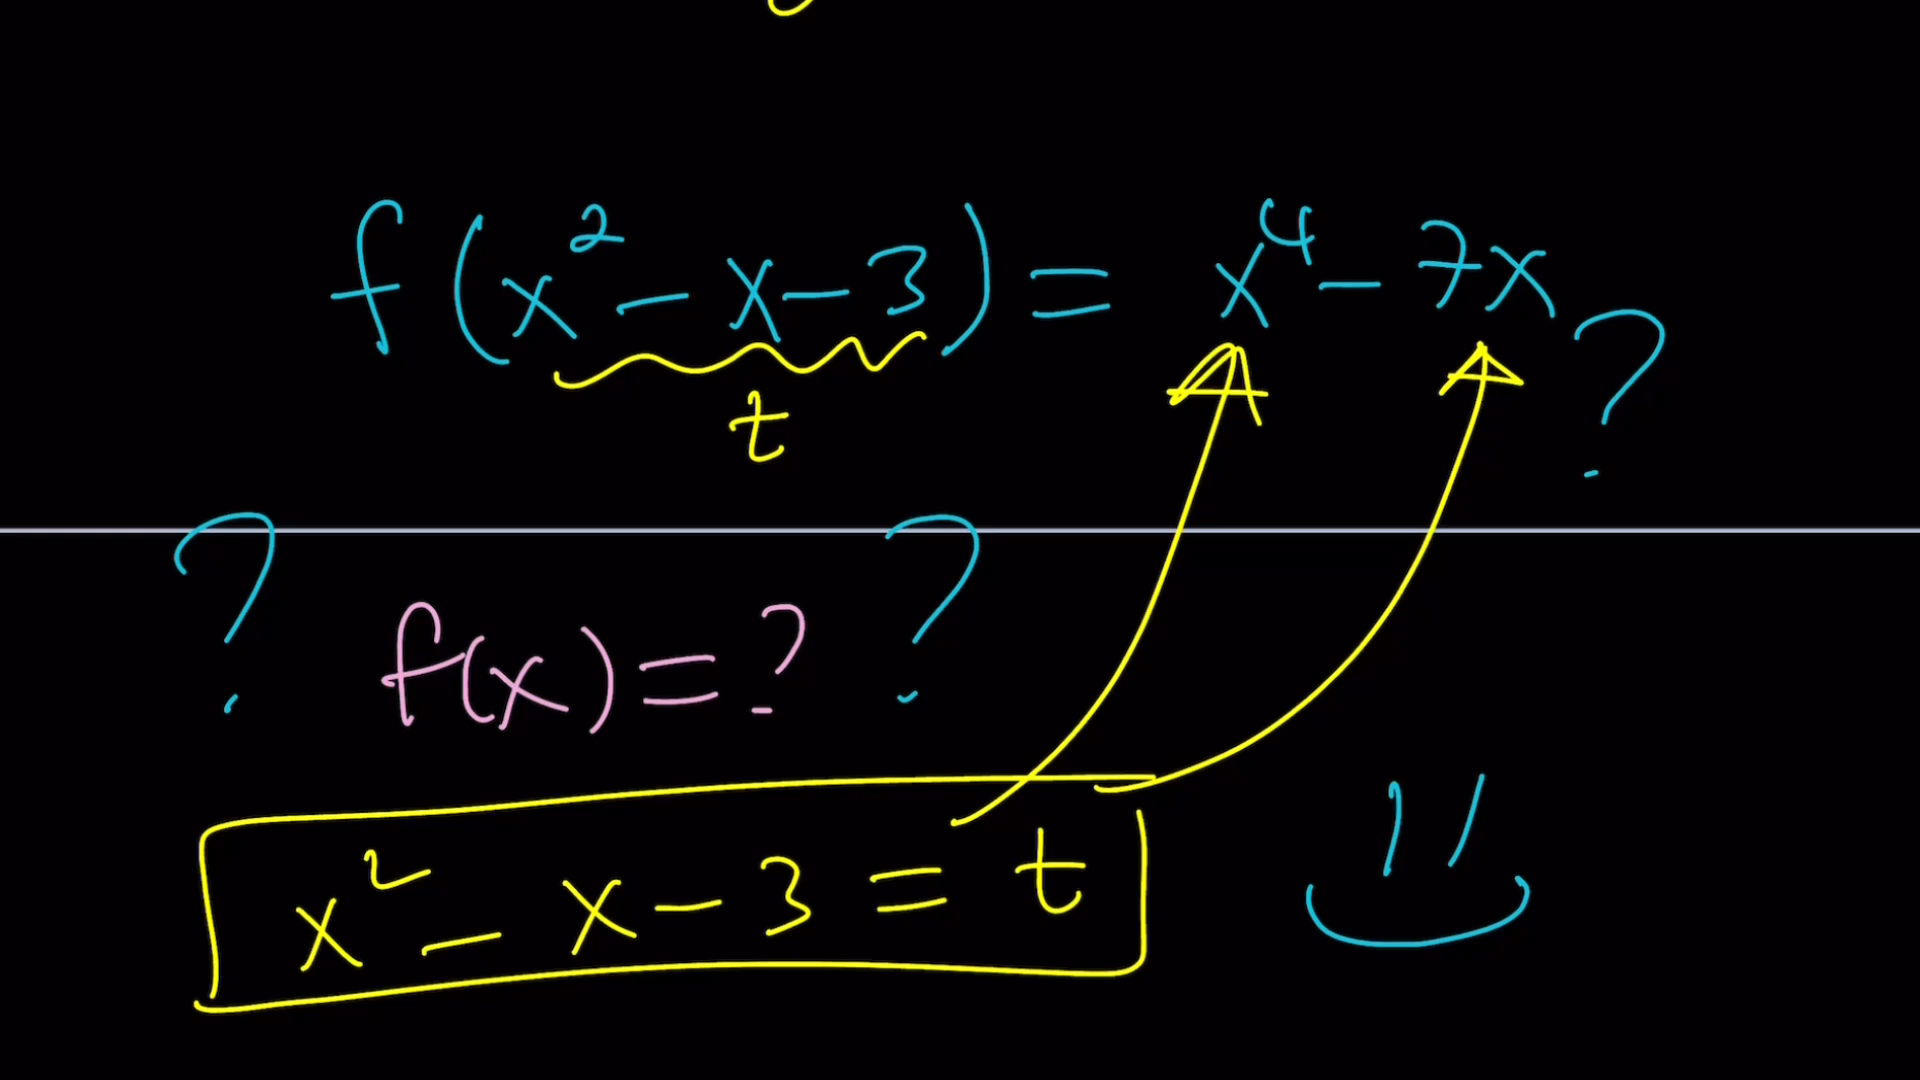 f(x² - x - 3) = x⁴ - 7x ?
t
? f(x) = ? ?
x² - x - 3 = t